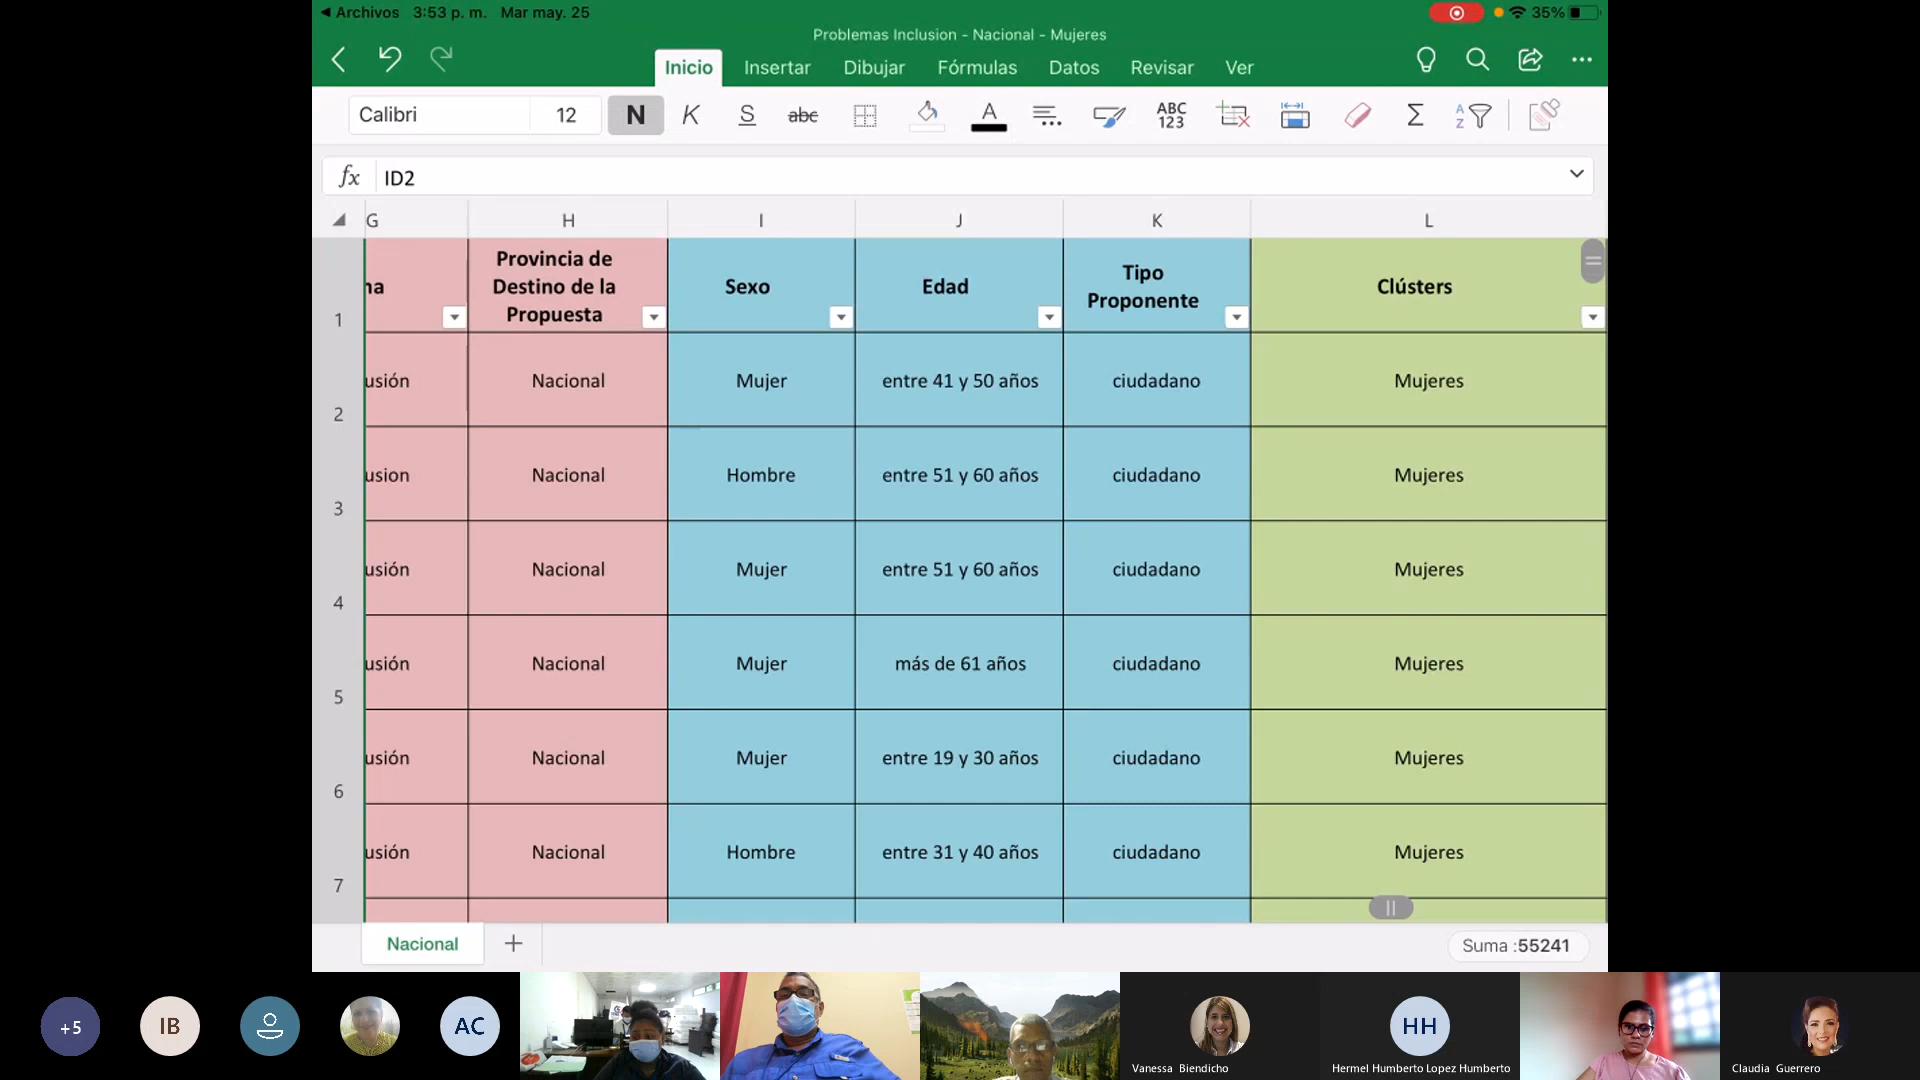 Archivos 3:53 p. m. Mar may. 25
35%
Problemas Inclusion - Nacional - Mujeres
Inicio Insertar Dibujar Fórmulas Datos Revisar Ver
Calibri 12 N K S abc A ABC 123 Σ A Z
fx ID2
G H I J K L
na
Provincia de
Destino de la
Propuesta
Sexo
Edad
Tipo
Proponente
Clústers
1
usión Nacional Mujer entre 41 y 50 años ciudadano Mujeres
2
usion Nacional Hombre entre 51 y 60 años ciudadano Mujeres
3
usión Nacional Mujer entre 51 y 60 años ciudadano Mujeres
4
usión Nacional Mujer más de 61 años ciudadano Mujeres
5
usión Nacional Mujer entre 19 y 30 años ciudadano Mujeres
6
usión Nacional Hombre entre 31 y 40 años ciudadano Mujeres
7
Nacional + Suma :55241
+5 IB AC HH
Vanessa Biendicho Hermel Humberto Lopez Humberto Claudia Guerrero